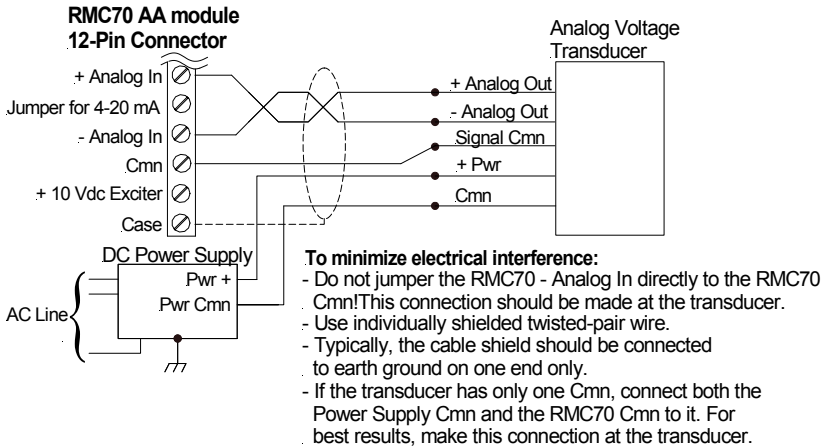 RMC70 AA module
12-Pin Connector
Analog Voltage
Transducer
+ Analog In
Jumper for 4-20 mA
- Analog In
Cmn
+ 10 Vdc Exciter
Case
+ Analog Out
- Analog Out
Signal Cmn
+ Pwr
Cmn
DC Power Supply
Pwr +
Pwr Cmn
AC Line
To minimize electrical interference:
- Do not jumper the RMC70 - Analog In directly to the RMC70
Cmn!This connection should be made at the transducer.
- Use individually shielded twisted-pair wire.
- Typically, the cable shield should be connected
to earth ground on one end only.
- If the transducer has only one Cmn, connect both the
Power Supply Cmn and the RMC70 Cmn to it. For
best results, make this connection at the transducer.